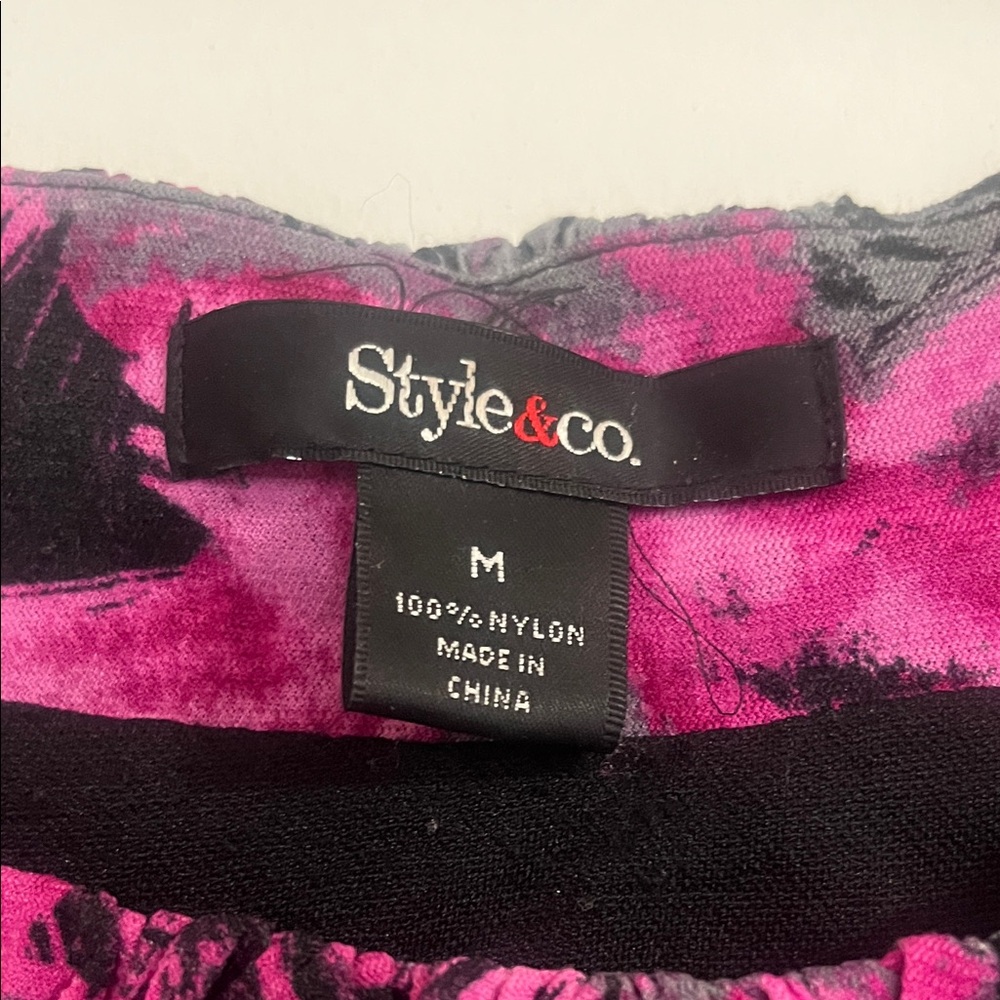 Style&co.
M
100% NYLON
MADE IN
CHINA